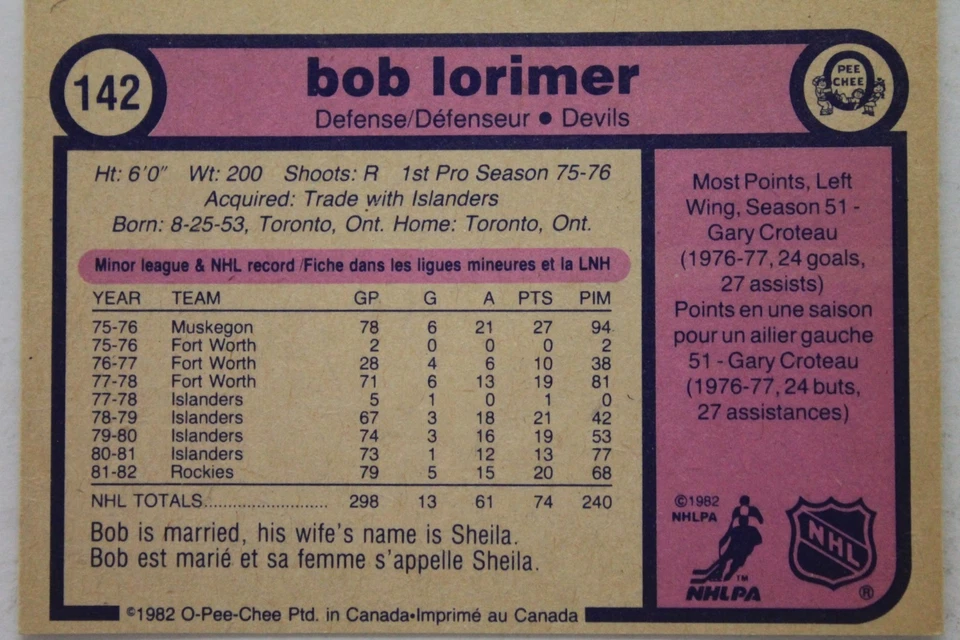 142
bob lorimer
Defense/Défenseur • Devils
PEE
CHEE
Ht: 6'0" Wt: 200 Shoots: R 1st Pro Season 75-76
Acquired: Trade with Islanders
Born: 8-25-53, Toronto, Ont. Home: Toronto, Ont.
Minor league & NHL record/Fiche dans les ligues mineures et la LNH
YEAR TEAM GP G A PTS PIM
75-76 Muskegon 78 6 21 27 94
75-76 Fort Worth 2 0 0 0 2
76-77 Fort Worth 28 4 6 10 38
77-78 Fort Worth 71 6 13 19 81
77-78 Islanders 5 1 0 1 0
78-79 Islanders 67 3 18 21 42
79-80 Islanders 74 3 16 19 53
80-81 Islanders 73 1 12 13 77
81-82 Rockies 79 5 15 20 68
NHL TOTALS............................ 298 13 61 74 240
Bob is married, his wife's name is Sheila.
Bob est marié et sa femme s'appelle Sheila.
Most Points, Left
Wing, Season 51 -
Gary Croteau
(1976-77, 24 goals,
27 assists)
Points en une saison
pour un ailier gauche
51 - Gary Croteau
(1976-77, 24 buts,
27 assistances)
©1982
NHLPA
TM
NHLPA
NHL
®
©1982 O-Pee-Chee Ptd. in Canada•Imprimé au Canada